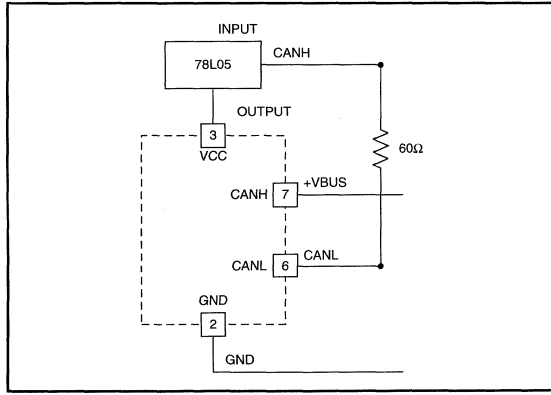 INPUT
78L05
CANH
OUTPUT
3
VCC
60Ω
CANH 7 +VBUS
CANL 6 CANL
GND
2
GND